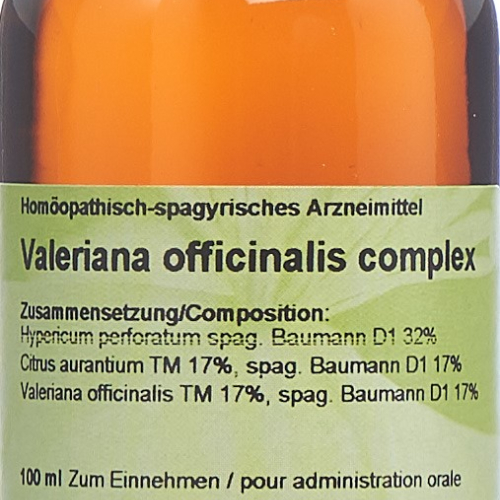 Homöopathisch-spagyrisches Arzneimittel
Valeriana officinalis complex
Zusammensetzung/Composition:
Hypericum perforatum spag. Baumann D1 32%
Citrus aurantium TM 17%, spag. Baumann D1 17%
Valeriana officinalis TM 17%, spag. Baumann D1 17%
100 ml Zum Einnehmen / pour administration orale